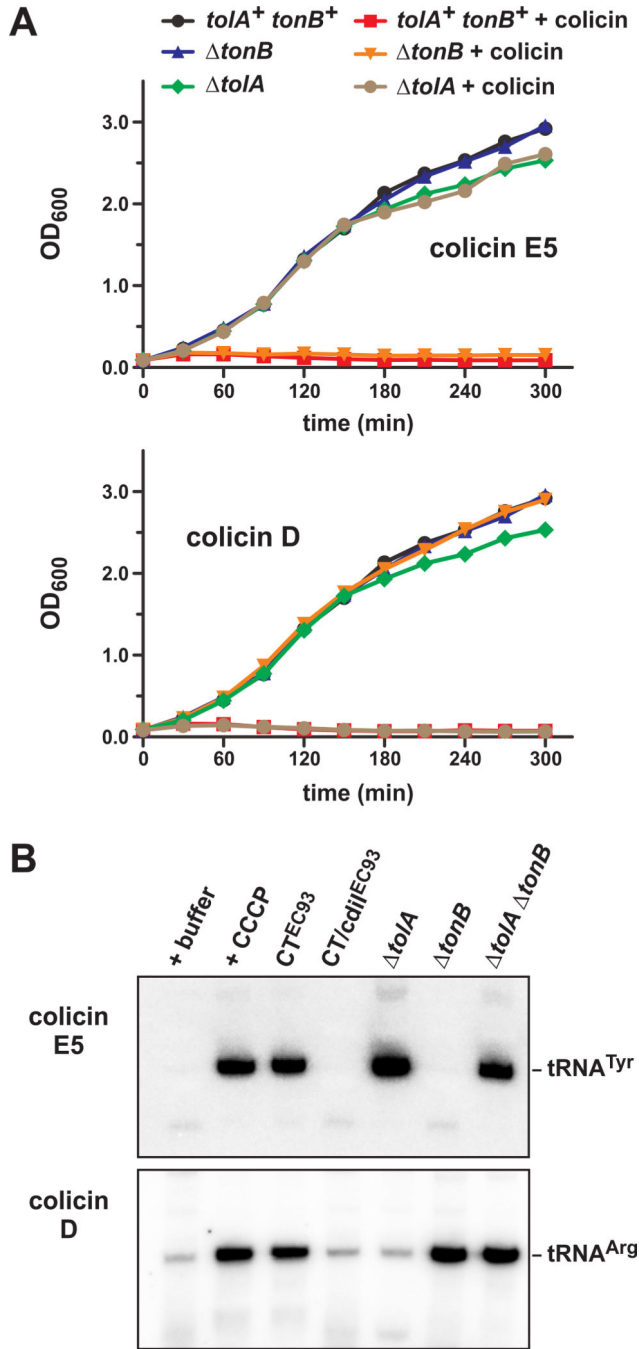 A
tolA+ tonB+
tolA+ tonB+ + colicin
ΔtonB
ΔtonB + colicin
ΔtolA
ΔtolA + colicin
3.0
2.0
1.0
0.0
OD600
colicin E5
0 60 120 180 240 300
time (min)
3.0
2.0
1.0
0.0
OD600
colicin D
0 60 120 180 240 300
time (min)
B
+ buffer
+ CCCP
CTEC93
CT/cdiIEC93
ΔtolA
ΔtonB
ΔtolA ΔtonB
colicin
E5
tRNATyr
colicin
D
tRNAArg